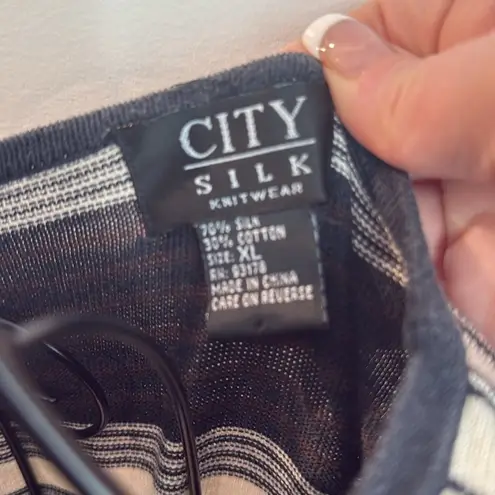 CITY
SILK
KNITWEAR
70% SILK
30% COTTON
SIZE: XL
RN: 93178
MADE IN CHINA
CARE ON REVERSE